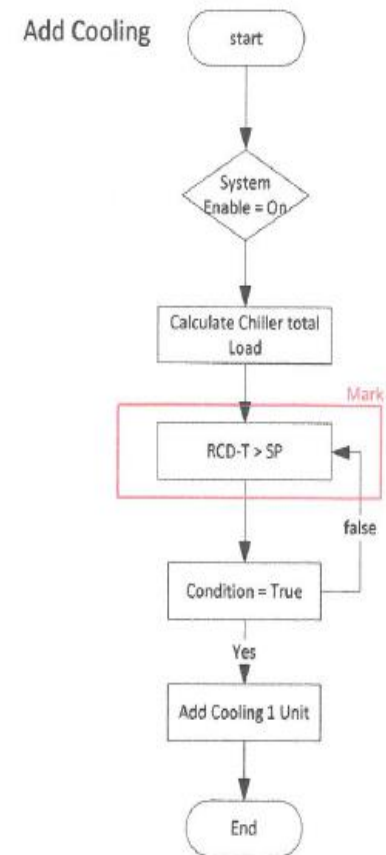 Add Cooling
start
System
Enable = On
Calculate Chiller total
Load
Mark
RCD-T > SP
false
Condition = True
Yes
Add Cooling 1 Unit
End